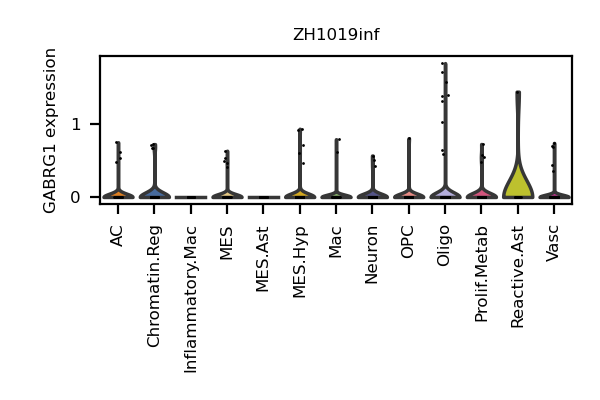 ZH1019inf
GABRG1 expression
1
0
AC
Chromatin.Reg
Inflammatory.Mac
MES
MES.Ast
MES.Hyp
Mac
Neuron
OPC
Oligo
Prolif.Metab
Reactive.Ast
Vasc